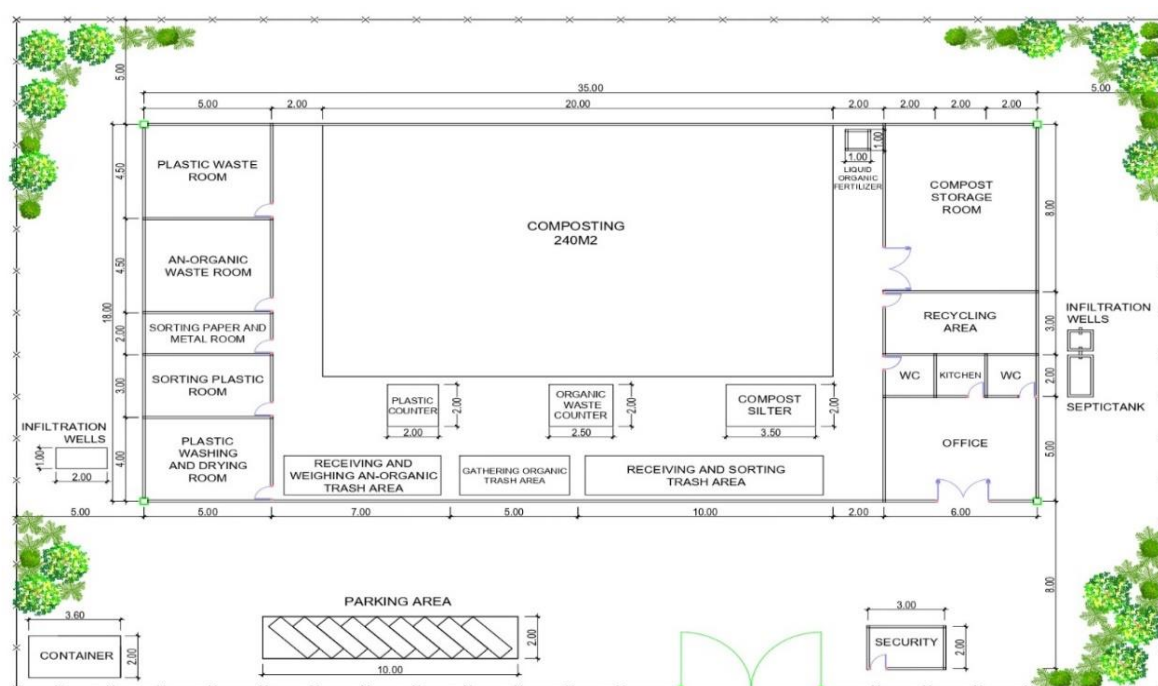 5.00
35.00
5.00
5.00
2.00
20.00
2.00
2.00
2.00
2.00
4.50
PLASTIC WASTE
ROOM
1.00
1.00
LIQUID
ORGANIC
FERTILIZER
COMPOST
STORAGE
ROOM
8.00
COMPOSTING
240M2
4.50
18.00
AN-ORGANIC
WASTE ROOM
2.00
SORTING PAPER AND
METAL ROOM
RECYCLING
AREA
3.00
INFILTRATION
WELLS
3.00
SORTING PLASTIC
ROOM
WC
KITCHEN
WC
2.00
SEPTICTANK
PLASTIC
COUNTER
2.00
2.00
ORGANIC
WASTE
COUNTER
2.00
2.50
COMPOST
SILTER
2.00
3.50
INFILTRATION
WELLS
1.00
2.00
4.00
PLASTIC
WASHING
AND DRYING
ROOM
RECEIVING AND
WEIGHING AN-ORGANIC
TRASH AREA
GATHERING ORGANIC
TRASH AREA
RECEIVING AND SORTING
TRASH AREA
OFFICE
5.00
5.00
5.00
7.00
5.00
10.00
2.00
6.00
8.00
3.60
CONTAINER
2.00
PARKING AREA
2.00
10.00
3.00
SECURITY
2.00